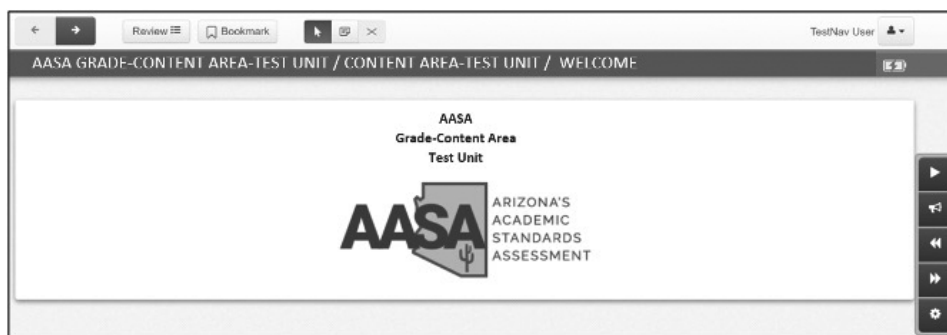 Review Bookmark TestNav User
AASA GRADE-CONTENT AREA-TEST UNIT / CONTENT AREA-TEST UNIT / WELCOME
AASA
Grade-Content Area
Test Unit
AASA
ARIZONA'S
ACADEMIC
STANDARDS
ASSESSMENT